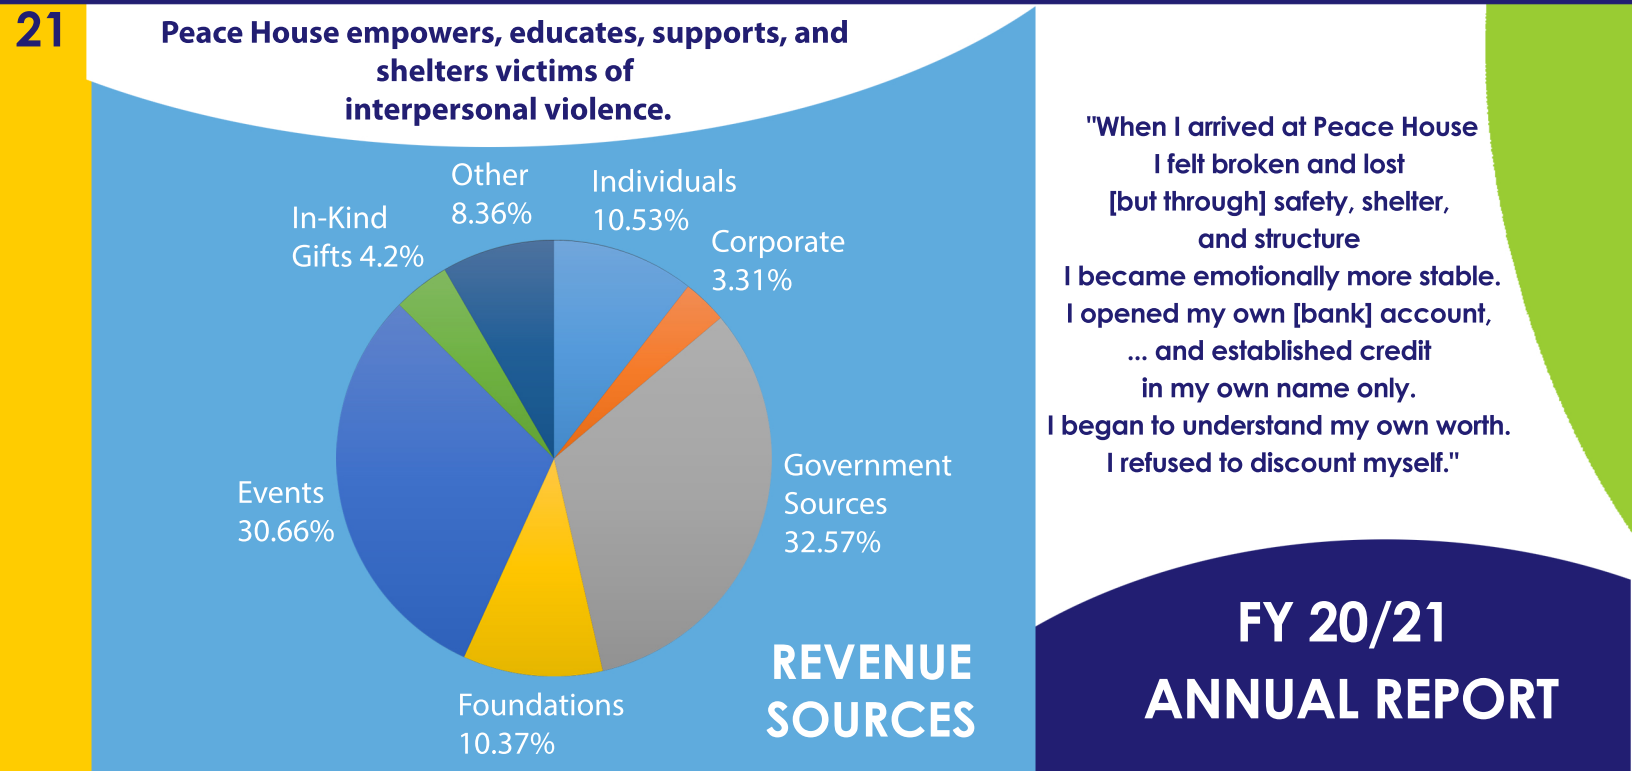 21
Peace House empowers, educates, supports, and
shelters victims of
interpersonal violence.
Other
8.36%
Individuals
10.53%
In-Kind
Gifts 4.2%
Corporate
3.31%
Government
Sources
32.57%
Events
30.66%
Foundations
10.37%
REVENUE
SOURCES
"When I arrived at Peace House
I felt broken and lost
[but through] safety, shelter,
and structure
I became emotionally more stable.
I opened my own [bank] account,
... and established credit
in my own name only.
I began to understand my own worth.
I refused to discount myself."
FY 20/21
ANNUAL REPORT